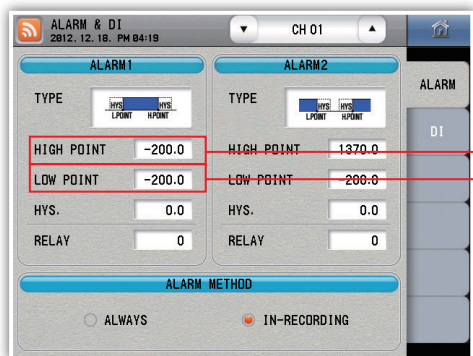 ALARM & DI
2012. 12. 18. PM 04:19
CH 01
ALARM1
TYPE
HYS HYS
L.POINT H.POINT
HIGH POINT -200.0
LOW POINT -200.0
HYS. 0.0
RELAY 0
ALARM2
TYPE
HYS HYS
L.POINT H.POINT
HIGH POINT 1370.0
LOW POINT -200.0
HYS. 0.0
RELAY 0
ALARM METHOD
ALWAYS
IN-RECORDING
ALARM
DI